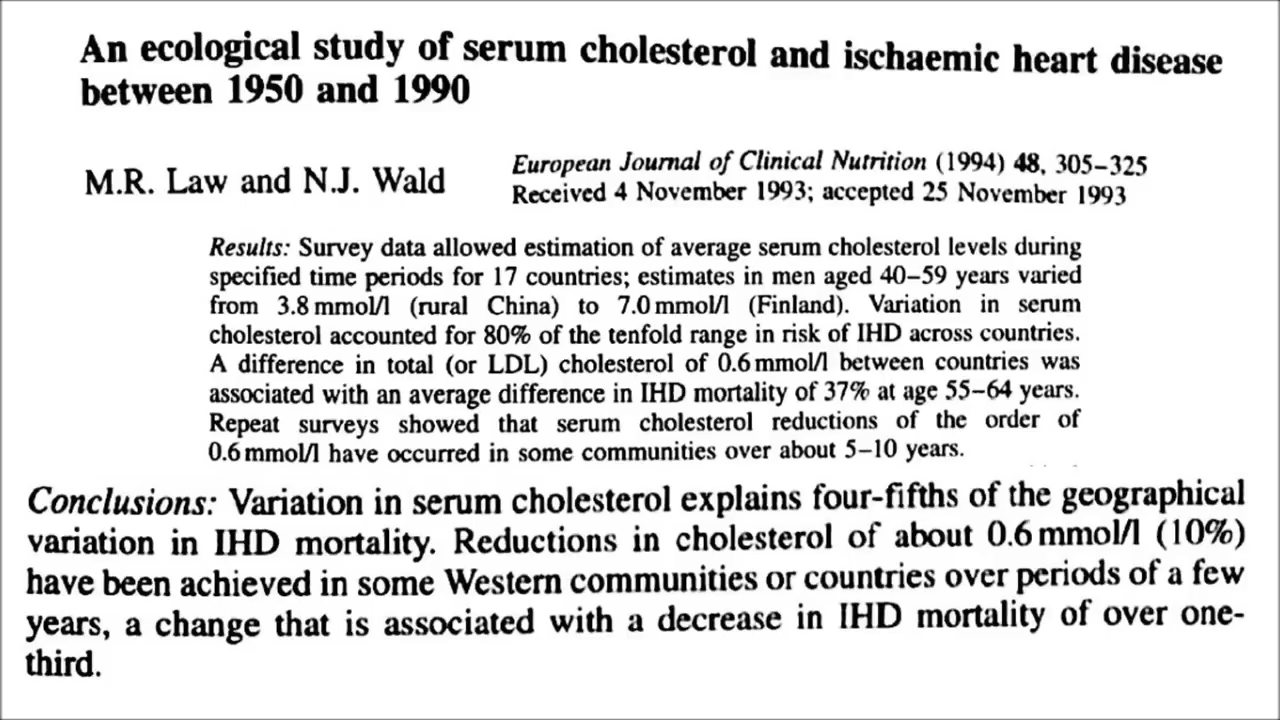 An ecological study of serum cholesterol and ischaemic heart disease
between 1950 and 1990
M.R. Law and N.J. Wald
European Journal of Clinical Nutrition (1994) 48, 305–325
Received 4 November 1993; accepted 25 November 1993
Results: Survey data allowed estimation of average serum cholesterol levels during
specified time periods for 17 countries; estimates in men aged 40–59 years varied
from 3.8 mmol/l (rural China) to 7.0 mmol/l (Finland). Variation in serum
cholesterol accounted for 80% of the tenfold range in risk of IHD across countries.
A difference in total (or LDL) cholesterol of 0.6 mmol/l between countries was
associated with an average difference in IHD mortality of 37% at age 55–64 years.
Repeat surveys showed that serum cholesterol reductions of the order of
0.6 mmol/l have occurred in some communities over about 5–10 years.
Conclusions: Variation in serum cholesterol explains four-fifths of the geographical
variation in IHD mortality. Reductions in cholesterol of about 0.6 mmol/l (10%)
have been achieved in some Western communities or countries over periods of a few
years, a change that is associated with a decrease in IHD mortality of over one-
third.